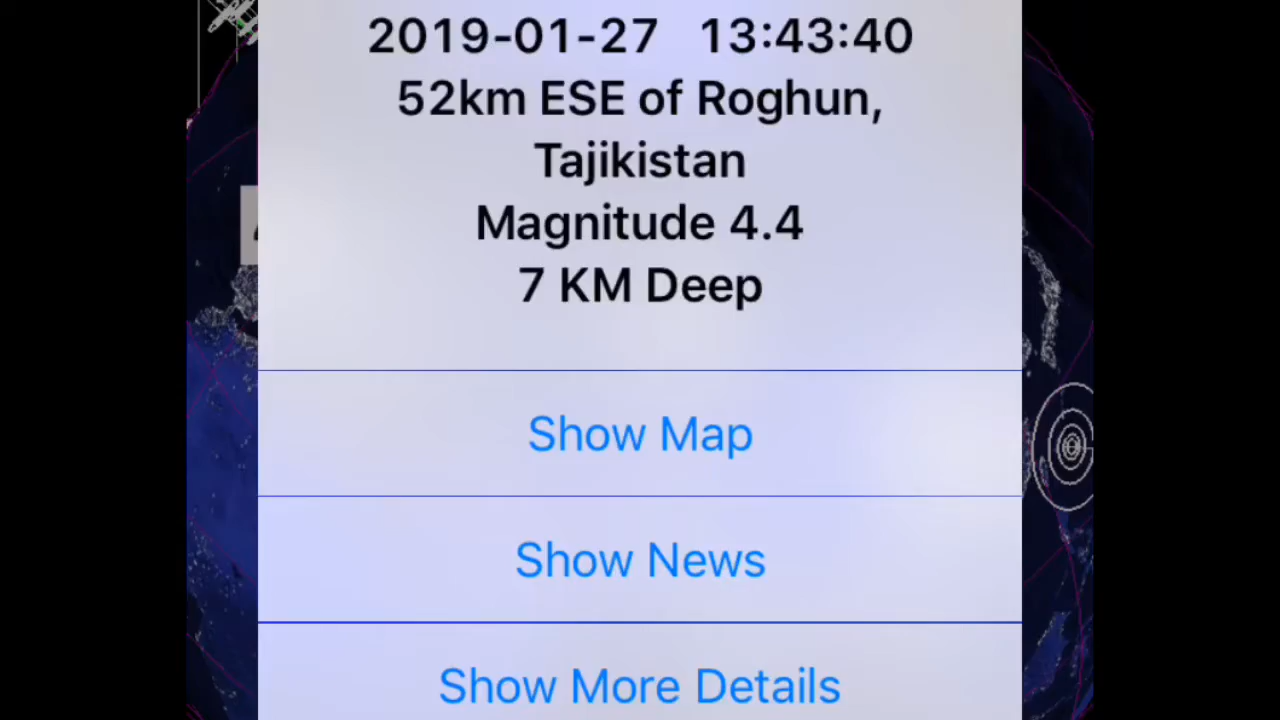 2019-01-27 13:43:40
52km ESE of Roghun,
Tajikistan
Magnitude 4.4
7 KM Deep
Show Map
Show News
Show More Details